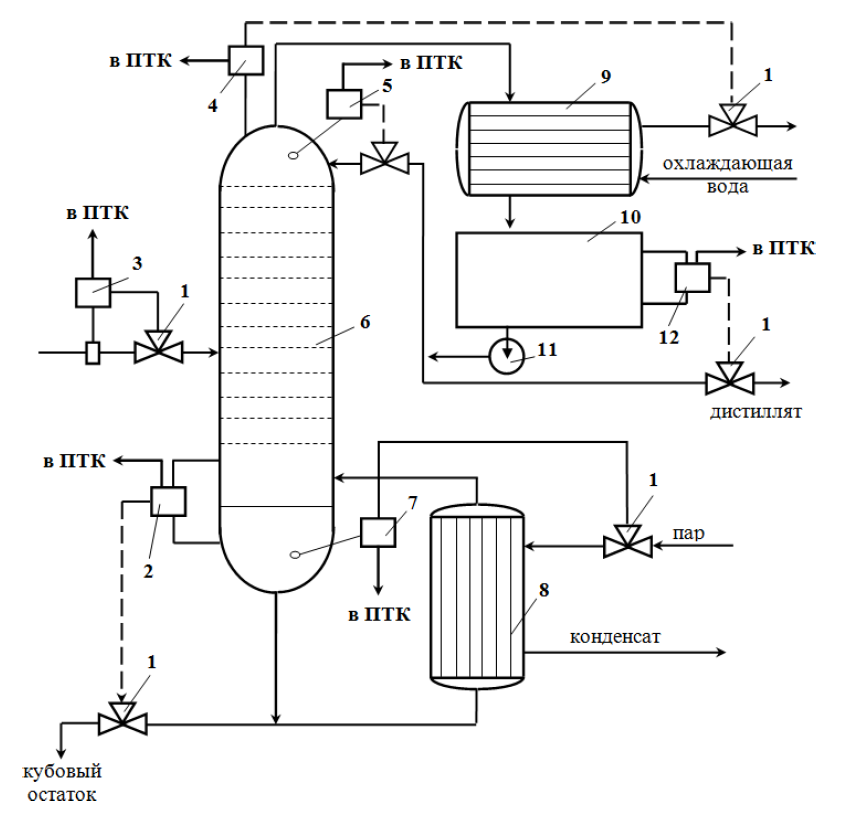 в ПТК
4
в ПТК
5
9
1
охлаждающая
вода
в ПТК
3
1
10
в ПТК
12
6
11
1
дистиллят
в ПТК
2
7
1
пар
в ПТК
8
конденсат
1
кубовый
остаток